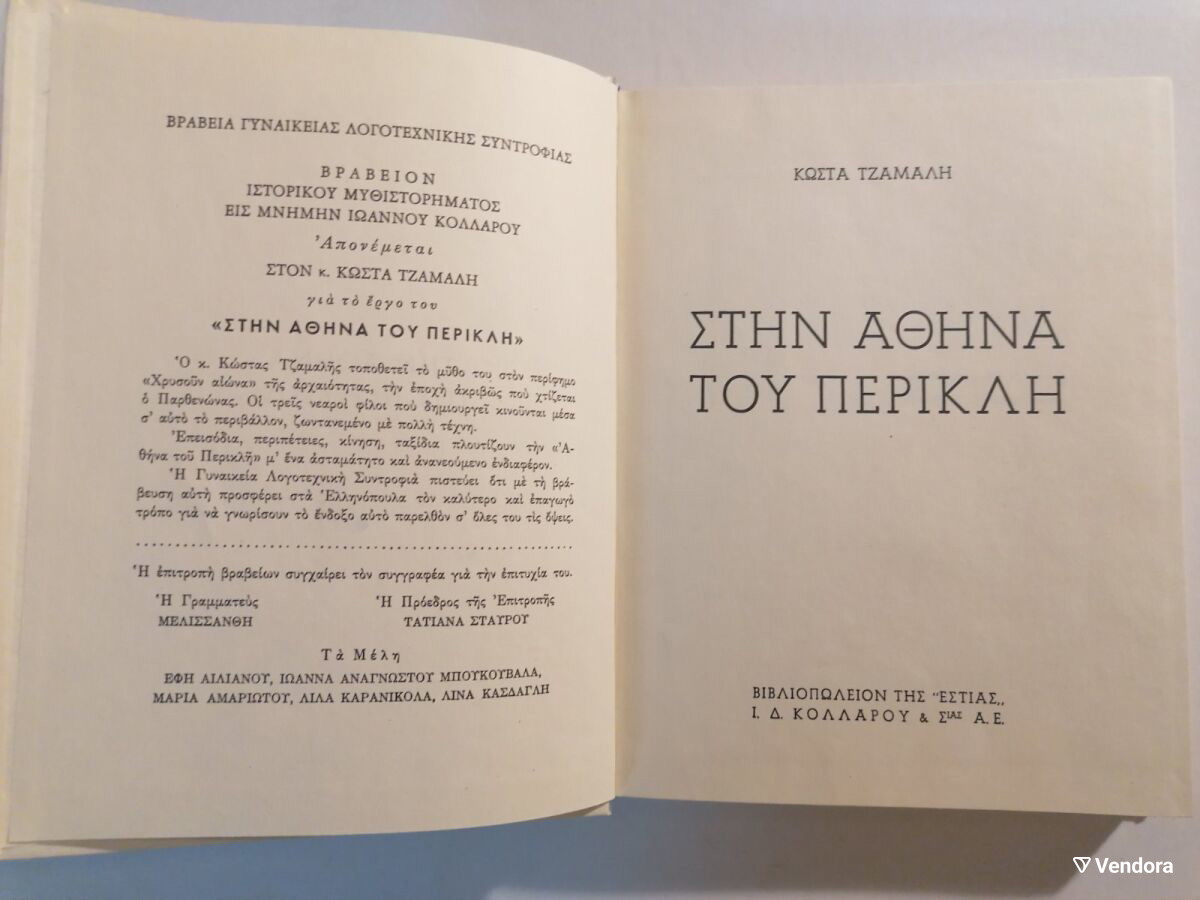 ΒΡΑΒΕΙΑ ΓΥΝΑΙΚΕΙΑΣ ΛΟΓΟΤΕΧΝΙΚΗΣ ΣΥΝΤΡΟΦΙΑΣ
ΒΡΑΒΕΙΟΝ
ΙΣΤΟΡΙΚΟΥ ΜΥΘΙΣΤΟΡΗΜΑΤΟΣ
ΕΙΣ ΜΝΗΜΗΝ ΙΩΑΝΝΟΥ ΚΟΛΛΑΡΟΥ
Ἀπονέμεται
ΣΤΟΝ κ. ΚΩΣΤΑ ΤΖΑΜΑΛΗ
γιὰ τὸ ἔργο του
«ΣΤΗΝ ΑΘΗΝΑ ΤΟΥ ΠΕΡΙΚΛΗ»
Ὁ κ. Κώστας Τζαμαλῆς τοποθετεῖ τὸ μῦθο του στὸν περίφημο
«Χρυσοῦν αἰώνα» τῆς ἀρχαιότητας, τὴν ἐποχὴ ἀκριβῶς ποὺ χτίζεται
ὁ Παρθενώνας. Οἱ τρεῖς νεαροὶ φίλοι ποὺ δημιουργεῖ κινοῦνται μέσα
σ' αὐτὸ τὸ περιβάλλον, ζωντανεμένο μὲ πολλὴ τέχνη.
Ἐπεισόδια, περιπέτειες, κίνηση, ταξίδια πλουτίζουν τὴν «Ἀ-
θήνα τοῦ Περικλῆ» μ' ἕνα ἀσταμάτητο καὶ ἀνανεούμενο ἐνδιαφέρον.
Ἡ Γυναικεία Λογοτεχνικὴ Συντροφιὰ πιστεύει ὅτι μὲ τὴ βρά-
βευση αὐτὴ προσφέρει στὰ Ἑλληνόπουλα τὸν καλύτερο καὶ ἐπαγωγὸ
τρόπο γιὰ νὰ γνωρίσουν τὸ ἔνδοξο αὐτὸ παρελθὸν σ' ὅλες του τὶς ὄψεις.
Ἡ ἐπιτροπὴ βραβείων συγχαίρει τὸν συγγραφέα γιὰ τὴν ἐπιτυχία του.
Ἡ Γραμματεὺς
ΜΕΛΙΣΣΑΝΘΗ
Ἡ Πρόεδρος τῆς Ἐπιτροπῆς
ΤΑΤΙΑΝΑ ΣΤΑΥΡΟΥ
Τὰ Μέλη
ΕΦΗ ΑΙΛΙΑΝΟΥ, ΙΩΑΝΝΑ ΑΝΑΓΝΩΣΤΟΥ ΜΠΟΥΚΟΥΒΑΛΑ,
ΜΑΡΙΑ ΑΜΑΡΙΩΤΟΥ, ΛΙΛΑ ΚΑΡΑΝΙΚΟΛΑ, ΛΙΝΑ ΚΑΣΔΑΓΛΗ
ΚΩΣΤΑ ΤΖΑΜΑΛΗ
ΣΤΗΝ ΑΘΗΝΑ
ΤΟΥ ΠΕΡΙΚΛΗ
ΒΙΒΛΙΟΠΩΛΕΙΟΝ ΤΗΣ "ΕΣΤΙΑΣ,,
Ι. Δ. ΚΟΛΛΑΡΟΥ & ΣΙΑΣ Α.Ε.
Vendora